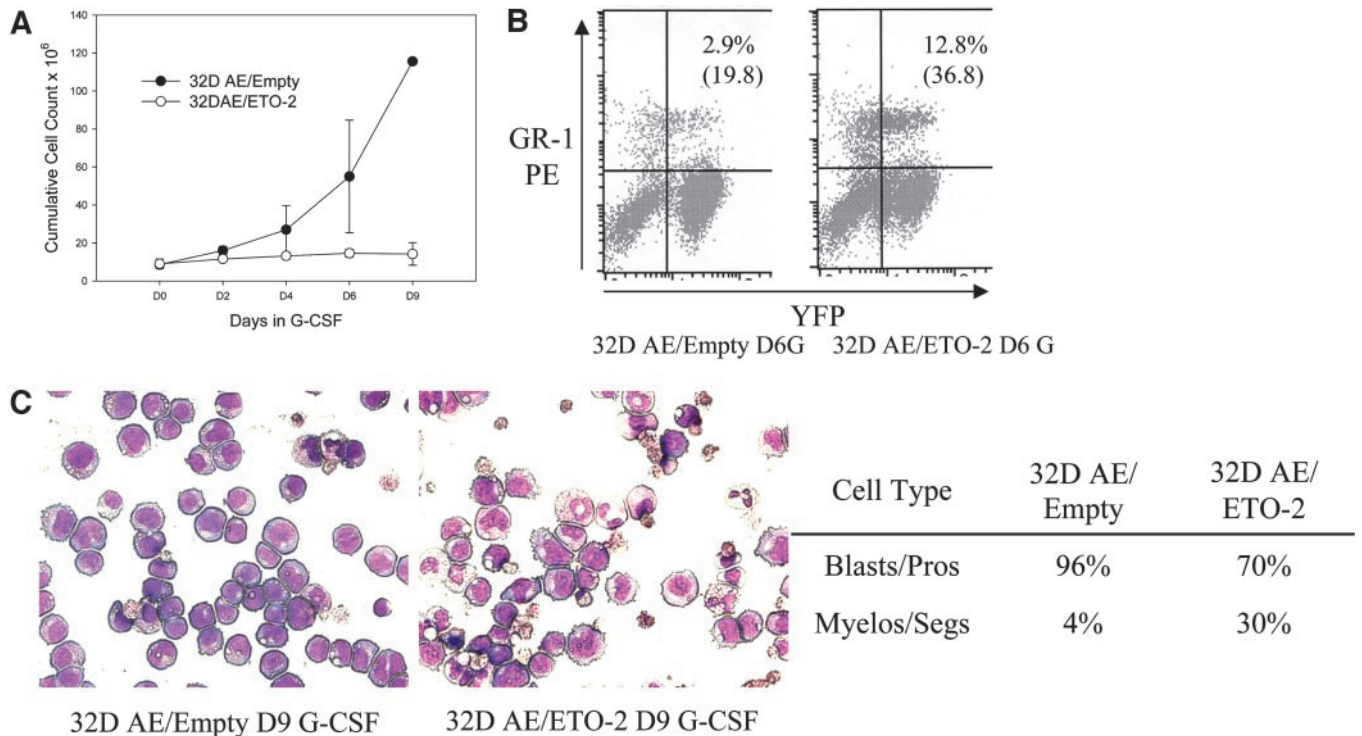 A
140
120
100
80
60
40
20
0
Cumulative Cell Count x 10⁶
32D AE/Empty
32DAE/ETO-2
D0 D2 D4 D6 D9
Days in G-CSF
B
GR-1
PE
2.9%
(19.8)
12.8%
(36.8)
YFP
32D AE/Empty D6G
32D AE/ETO-2 D6 G
C
32D AE/Empty D9 G-CSF
32D AE/ETO-2 D9 G-CSF
Cell Type 32D AE/ 32D AE/
Empty ETO-2
Blasts/Pros 96% 70%
Myelos/Segs 4% 30%